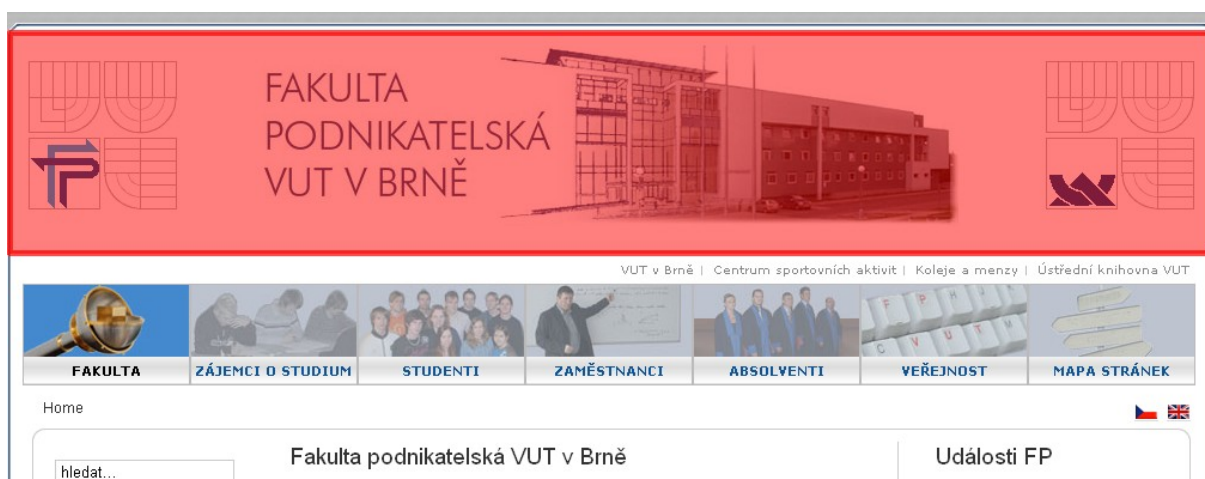 FAKULTA
PODNIKATELSKÁ
VUT V BRNĚ
VUT v Brně | Centrum sportovních aktivit | Koleje a menzy | Ústřední knihovna VUT
FAKULTA ZÁJEMCI O STUDIUM STUDENTI ZAMĚSTNANCI ABSOLVENTI VEŘEJNOST MAPA STRÁNEK
Home
Fakulta podnikatelská VUT v Brně Události FP
hledat...